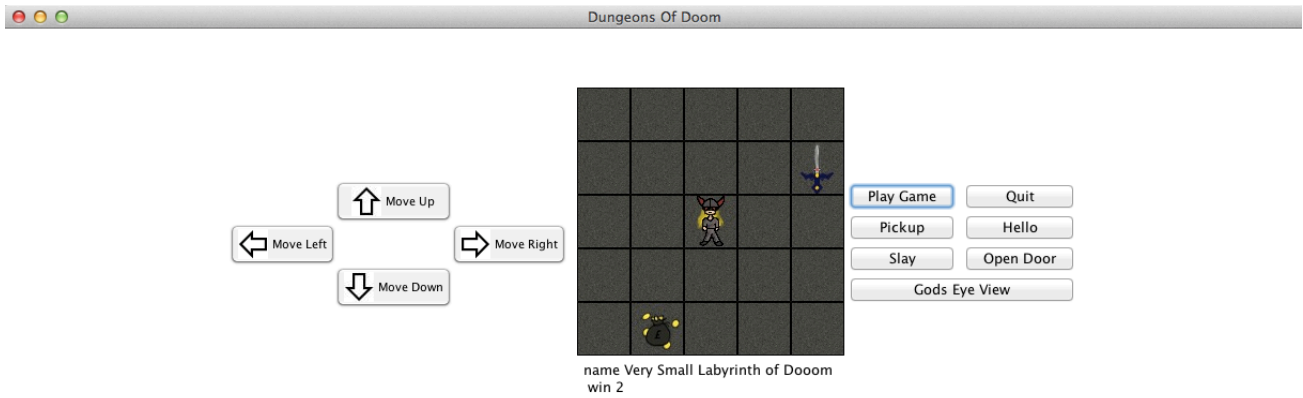 Dungeons Of Doom
Move Up
Move Left
Move Right
Move Down
£
Play Game
Quit
Pickup
Hello
Slay
Open Door
Gods Eye View
name Very Small Labyrinth of Dooom
win 2